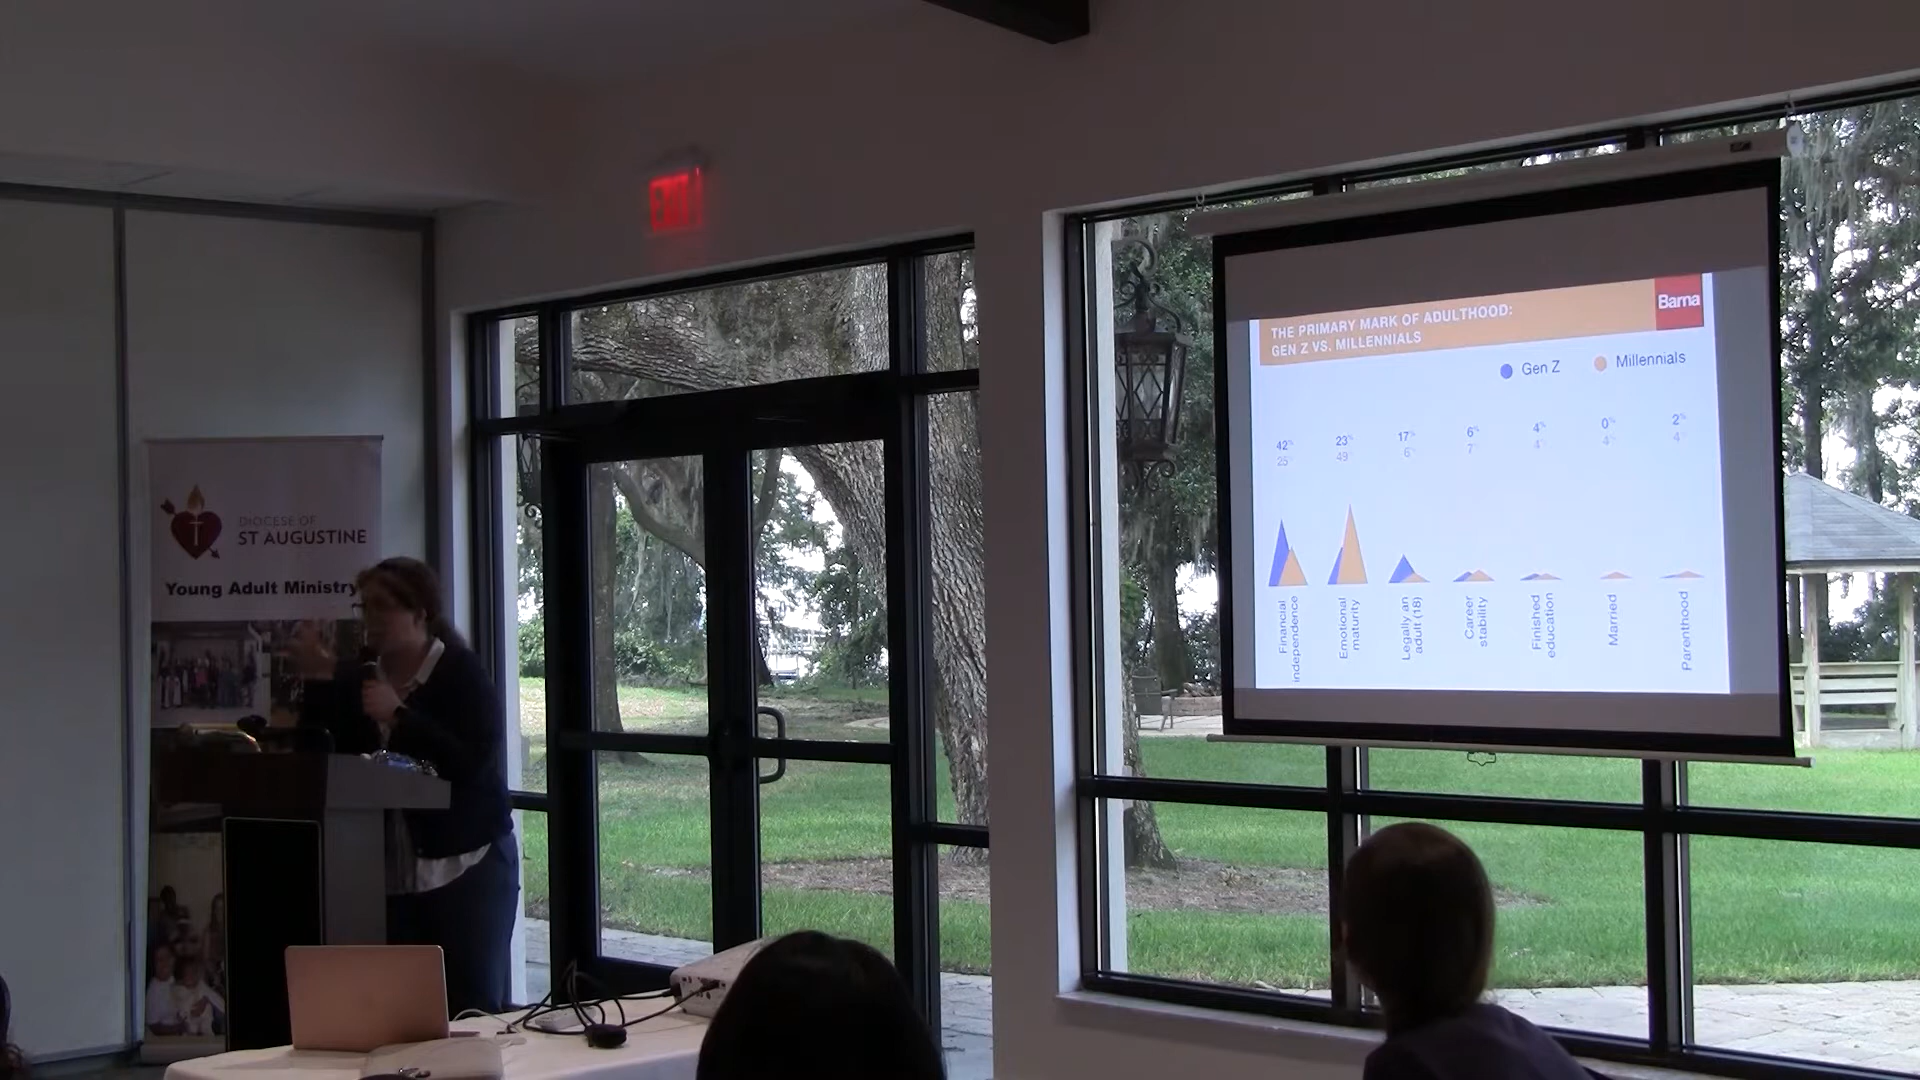 EXIT
DIOCESE OF
ST AUGUSTINE
Young Adult Ministry
Barna
THE PRIMARY MARK OF ADULTHOOD:
GEN Z VS. MILLENNIALS
Gen Z
Millennials
42% 23% 17% 6% 4% 0% 2%
25% 49 6% 7% 4% 4% 4%
Financial
independence
Emotional
maturity
Legally an
adult (18)
Career
stability
Finished
education
Married
Parenthood